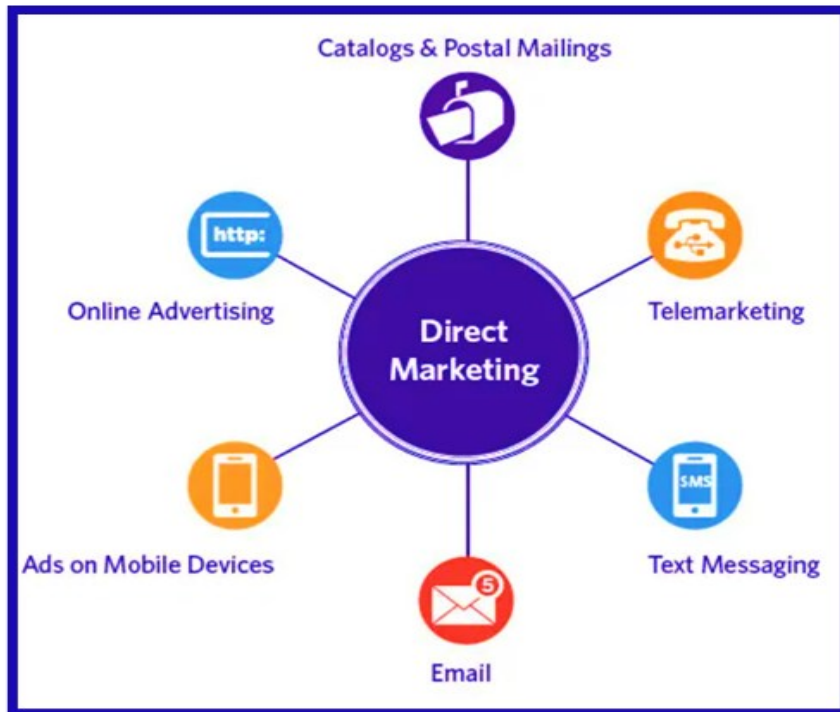 Catalogs & Postal Mailings
http:
Online Advertising
Telemarketing
Direct
Marketing
SMS
Ads on Mobile Devices
Text Messaging
5
Email